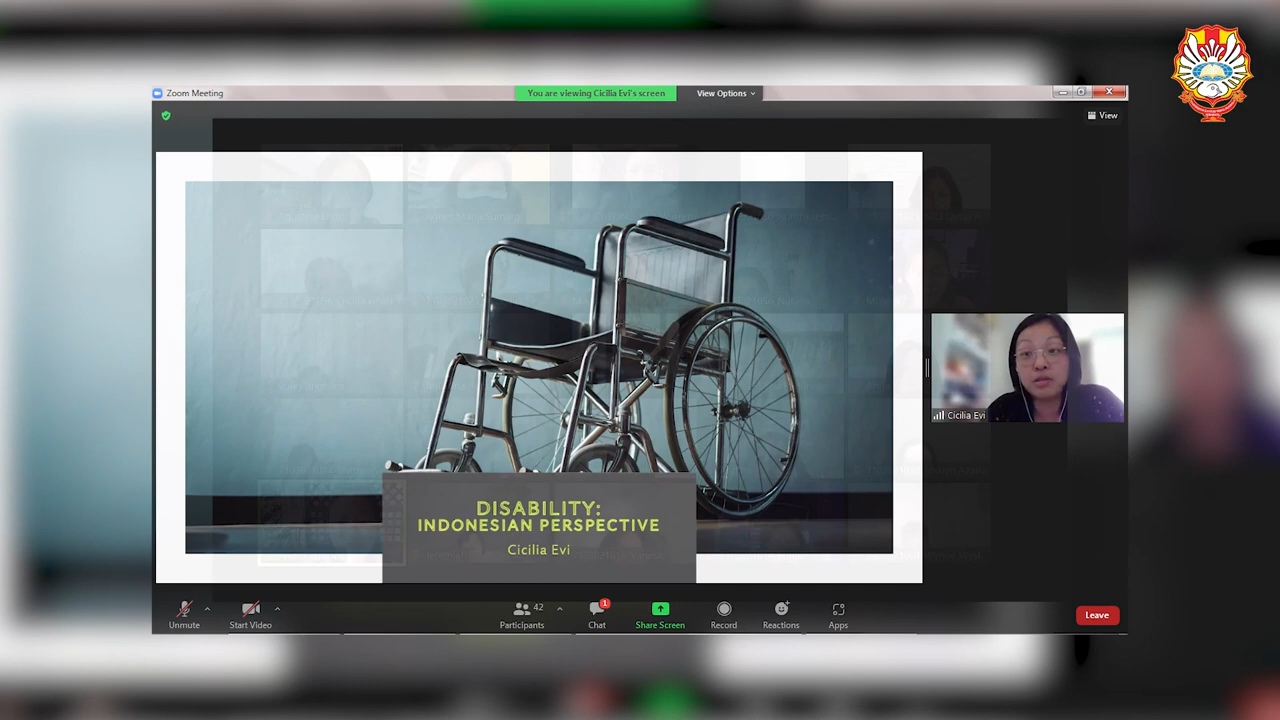 Zoom Meeting
You are viewing Cicilia Evi's screen
View Options
View
Cicilia Evi
DISABILITY:
INDONESIAN PERSPECTIVE
Cicilia Evi
Unmute
Start Video
42
Participants
1
Chat
Share Screen
Record
Reactions
Apps
Leave